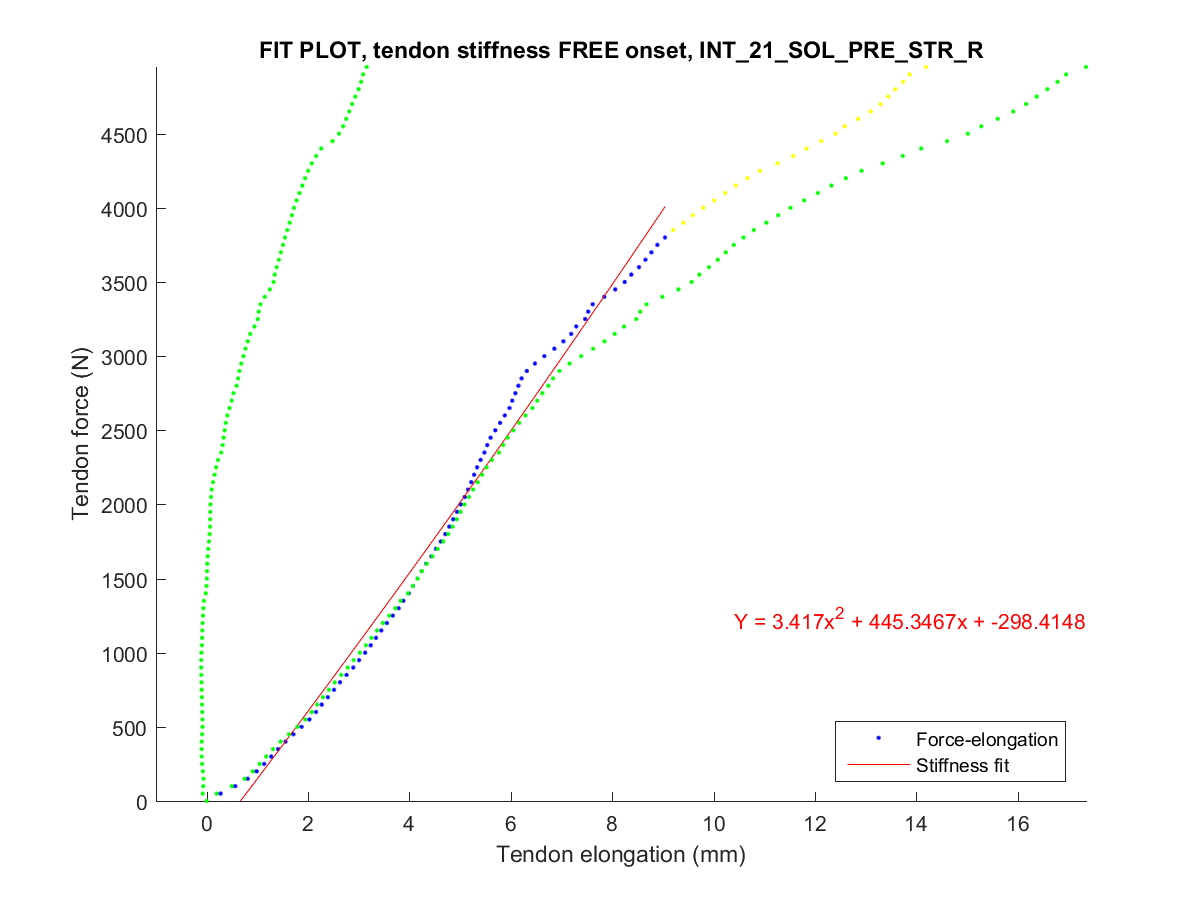 FIT PLOT, tendon stiffness FREE onset, INT_21_SOL_PRE_STR_R
4500
4000
3500
3000
2500
2000
1500
1000
500
0
Tendon force (N)
Y = 3.417x² + 445.3467x + -298.4148
Force-elongation
Stiffness fit
0 2 4 6 8 10 12 14 16
Tendon elongation (mm)